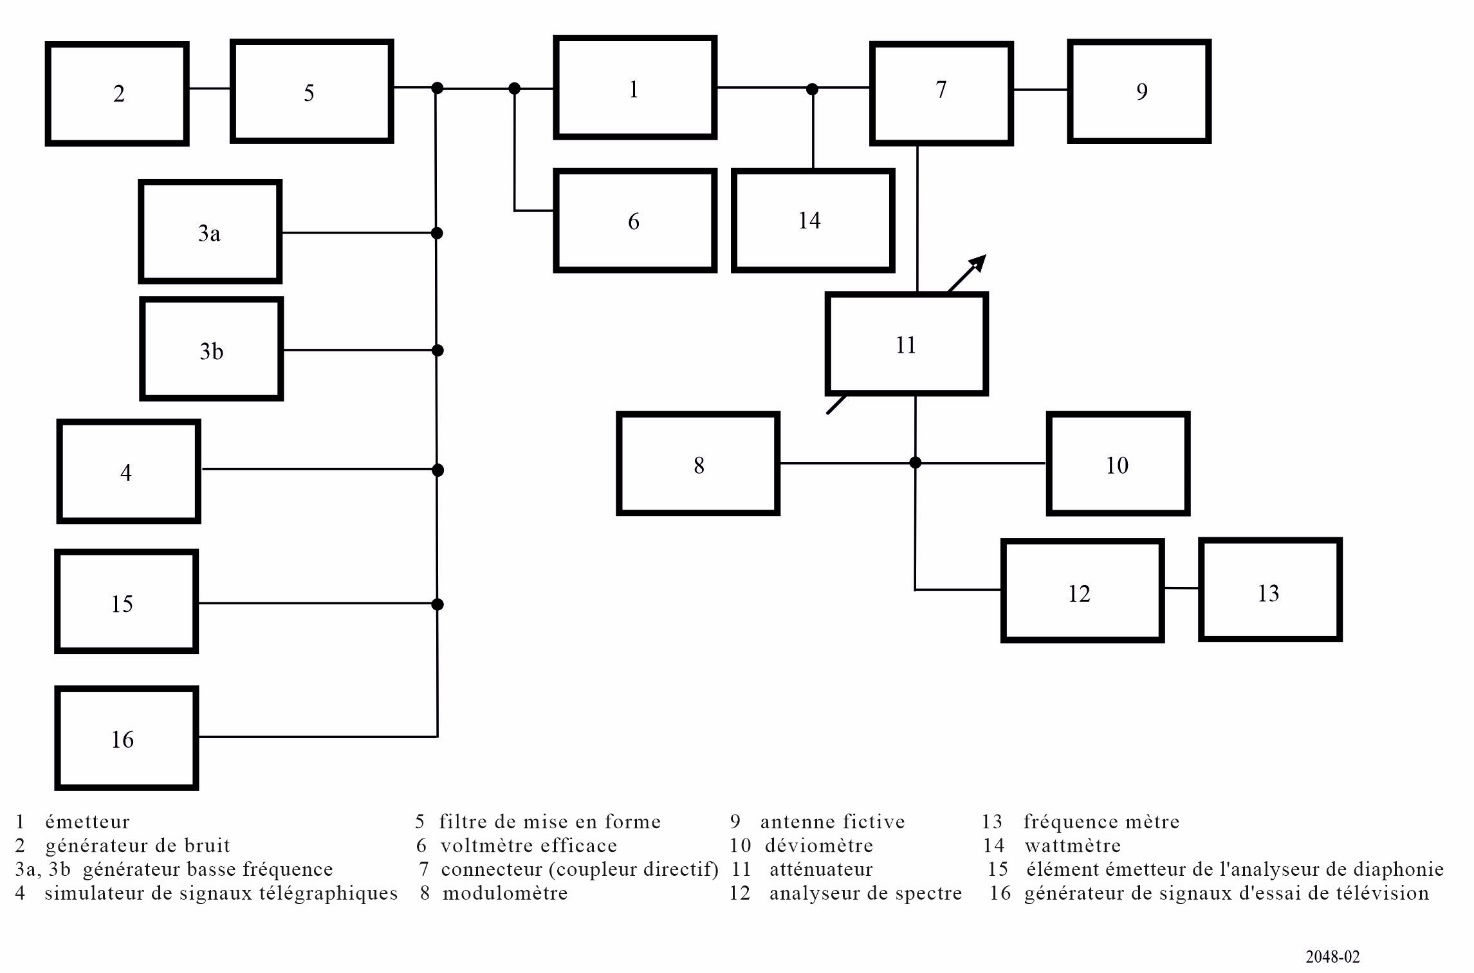 2
5
1
7
9
3a
6
14
3b
11
4
8
10
15
12
13
16
1 émetteur
2 générateur de bruit
3a, 3b générateur basse fréquence
4 simulateur de signaux télégraphiques
5 filtre de mise en forme
6 voltmètre efficace
7 connecteur (coupleur directif)
8 modulomètre
9 antenne fictive
10 déviomètre
11 atténuateur
12 analyseur de spectre
13 fréquence mètre
14 wattmètre
15 élément émetteur de l'analyseur de diaphonie
16 générateur de signaux d'essai de télévision
2048-02